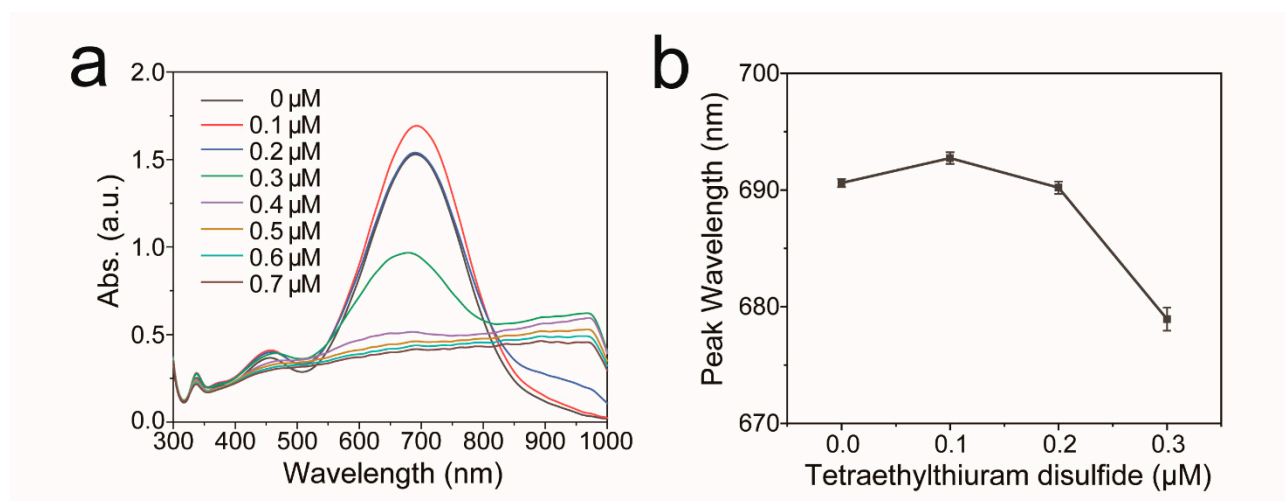 a
2.0
1.5
1.0
0.5
0.0
Abs. (a.u.)
0 µM
0.1 µM
0.2 µM
0.3 µM
0.4 µM
0.5 µM
0.6 µM
0.7 µM
300 400 500 600 700 800 900 1000
Wavelength (nm)
b
700
690
680
670
Peak Wavelength (nm)
0.0 0.1 0.2 0.3
Tetraethylthiuram disulfide (µM)